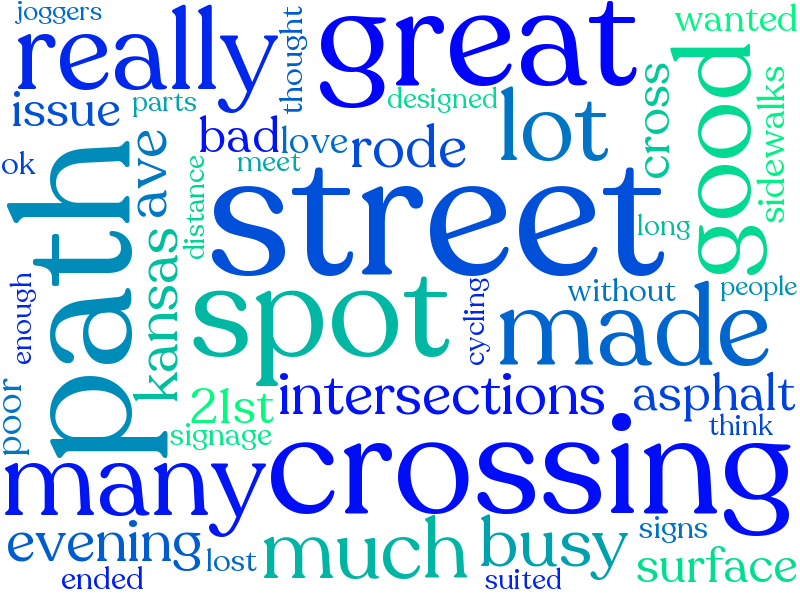 joggers
really
thought
great
wanted
issue
parts
designed
lot
cross
good
sidewalks
bad
love
rode
ok
ave
meet
path
distance
street
long
kansas
enough
spot
cycling
without
people
made
poor
21st
intersections
asphalt
signage
think
many
crossing
evening
lost
much
busy
signs
surface
ended
suited